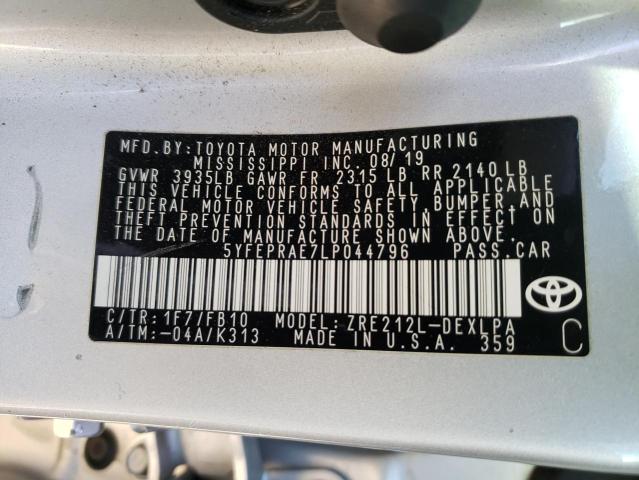 MFD.BY:TOYOTA MOTOR MANUFACTURING
MISSISSIPPI INC. 08/19
GVWR 3935LB GAWR FR 2315 LB RR 2140 LB
THIS VEHICLE CONFORMS TO ALL APPLICABLE
FEDERAL MOTOR VEHICLE SAFETY, BUMPER, AND
THEFT PREVENTION STANDARDS IN EFFECT ON
THE DATE OF MANUFACTURE SHOWN ABOVE.
5YFEPRAE7LP044796 PASS.CAR
C/TR:1F7/FB10 MODEL: ZRE212L-DEXLPA
A/TM:-04A/K313 MADE IN U.S.A. 359
C